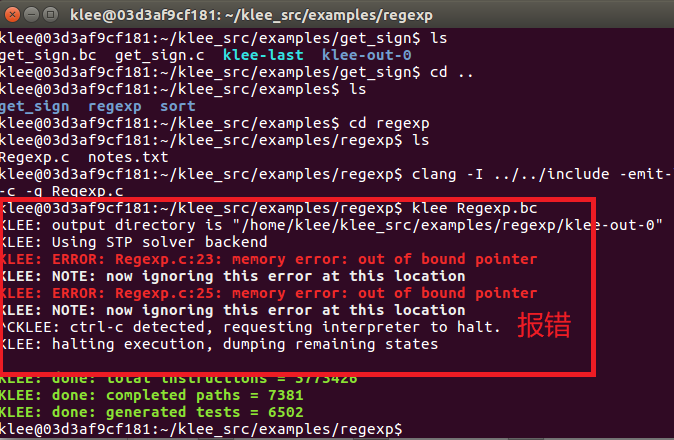 klee@03d3af9cf181: ~/klee_src/examples/regexp
klee@03d3af9cf181:~/klee_src/examples/get_sign$ ls
get_sign.bc  get_sign.c  klee-last  klee-out-0
klee@03d3af9cf181:~/klee_src/examples/get_sign$ cd ..
klee@03d3af9cf181:~/klee_src/examples$ ls
get_sign  regexp  sort
klee@03d3af9cf181:~/klee_src/examples$ cd regexp
klee@03d3af9cf181:~/klee_src/examples/regexp$ ls
Regexp.c  notes.txt
klee@03d3af9cf181:~/klee_src/examples/regexp$ clang -I ../../include -emit-
-c -g Regexp.c
klee@03d3af9cf181:~/klee_src/examples/regexp$ klee Regexp.bc
KLEE: output directory is "/home/klee/klee_src/examples/regexp/klee-out-0"
KLEE: Using STP solver backend
KLEE: ERROR: Regexp.c:23: memory error: out of bound pointer
KLEE: NOTE: now ignoring this error at this location
KLEE: ERROR: Regexp.c:25: memory error: out of bound pointer
KLEE: NOTE: now ignoring this error at this location
^CKLEE: ctrl-c detected, requesting interpreter to halt.
报错
KLEE: halting execution, dumping remaining states
KLEE: done: total instructions = 5773426
KLEE: done: completed paths = 7381
KLEE: done: generated tests = 6502
klee@03d3af9cf181:~/klee_src/examples/regexp$